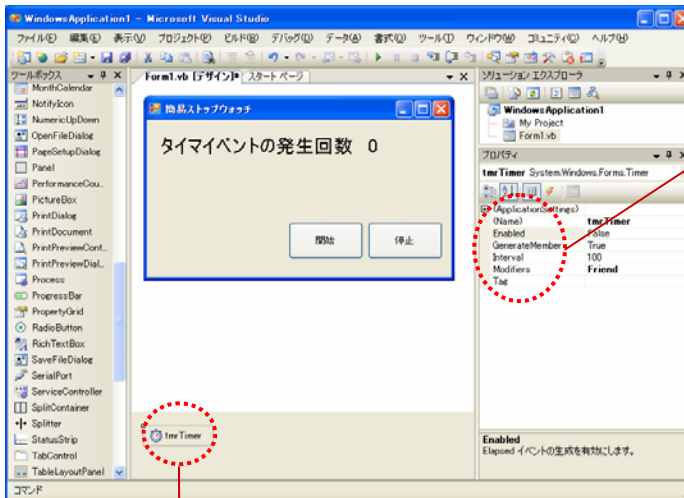 WindowsApplication1 - Microsoft Visual Studio
ファイル(F) 編集(E) 表示(V) プロジェクト(P) ビルド(B) デバッグ(D) データ(A) 書式(O) ツール(T) ウィンドウ(W) コミュニティ(C) ヘルプ(H)
ツールボックス
MonthCalendar
NotifyIcon
NumericUpDown
OpenFileDialog
PageSetupDialog
Panel
PerformanceCou...
PictureBox
PrintDialog
PrintDocument
PrintPreviewCont...
PrintPreviewDial...
Process
ProgressBar
PropertyGrid
RadioButton
RichTextBox
SaveFileDialog
SerialPort
ServiceController
SplitContainer
Splitter
StatusStrip
TabControl
TableLayoutPanel
コマンド
Form1.vb [デザイン]* スタート ページ
簡易ストップウォッチ
タイマイベントの発生回数 0
開始 停止
tmrTimer
ソリューション エクスプローラ
WindowsApplication1
My Project
Form1.vb
プロパティ
tmrTimer System.Windows.Forms.Timer
(ApplicationSettings)
(Name) tmrTimer
Enabled False
GenerateMember True
Interval 100
Modifiers Friend
Tag
Enabled
Elapsed イベントの生成を有効にします。